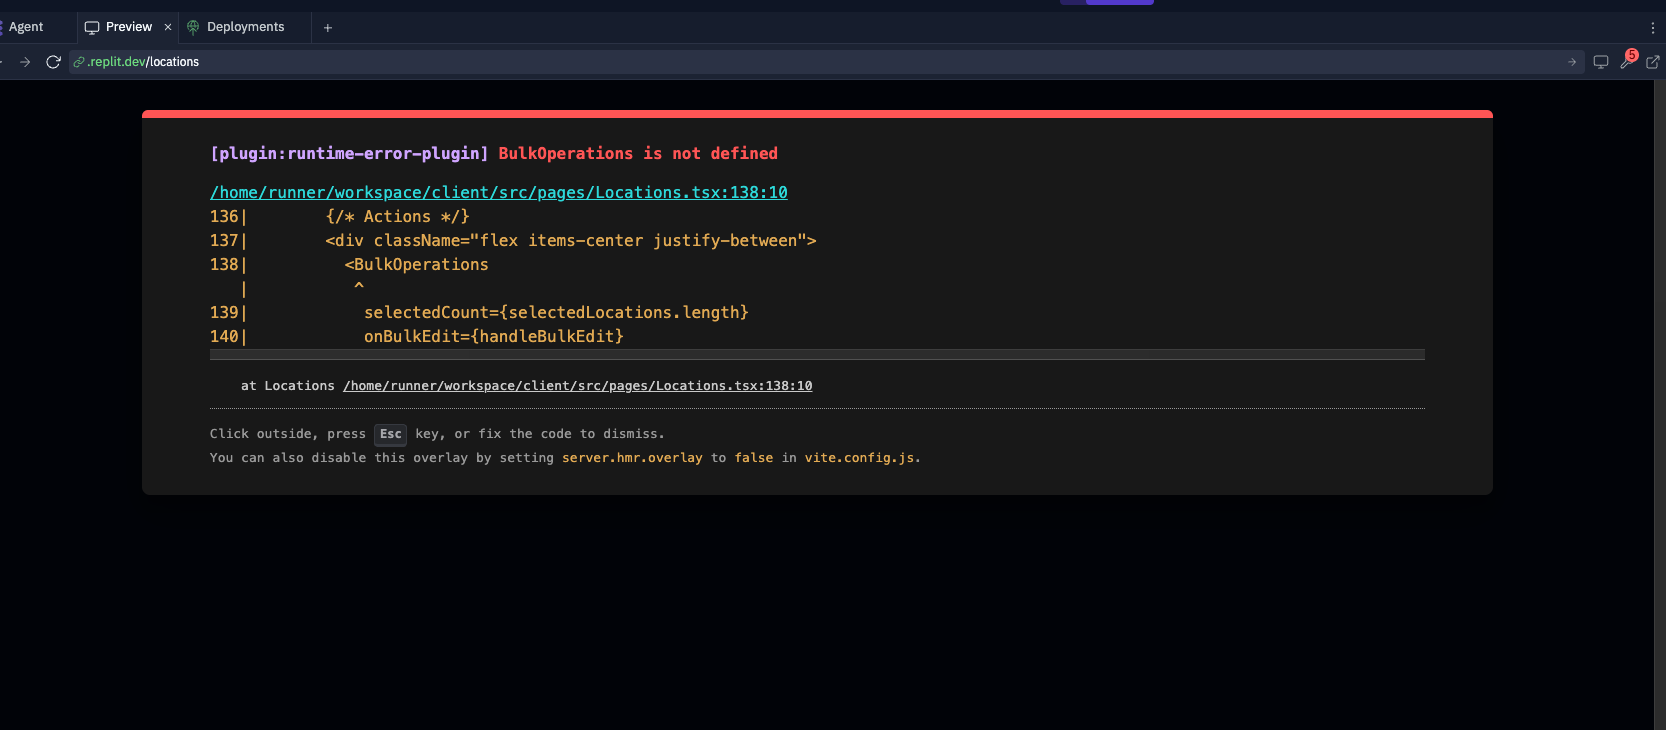 Agent
Preview ×
Deployments
+
.replit.dev/locations
5
[plugin:runtime-error-plugin] BulkOperations is not defined
/home/runner/workspace/client/src/pages/Locations.tsx:138:10
136|        {/* Actions */}
137|        <div className="flex items-center justify-between">
138|          <BulkOperations
   |           ^
139|            selectedCount={selectedLocations.length}
140|            onBulkEdit={handleBulkEdit}
at Locations /home/runner/workspace/client/src/pages/Locations.tsx:138:10
Click outside, press Esc key, or fix the code to dismiss.
You can also disable this overlay by setting server.hmr.overlay to false in vite.config.js.